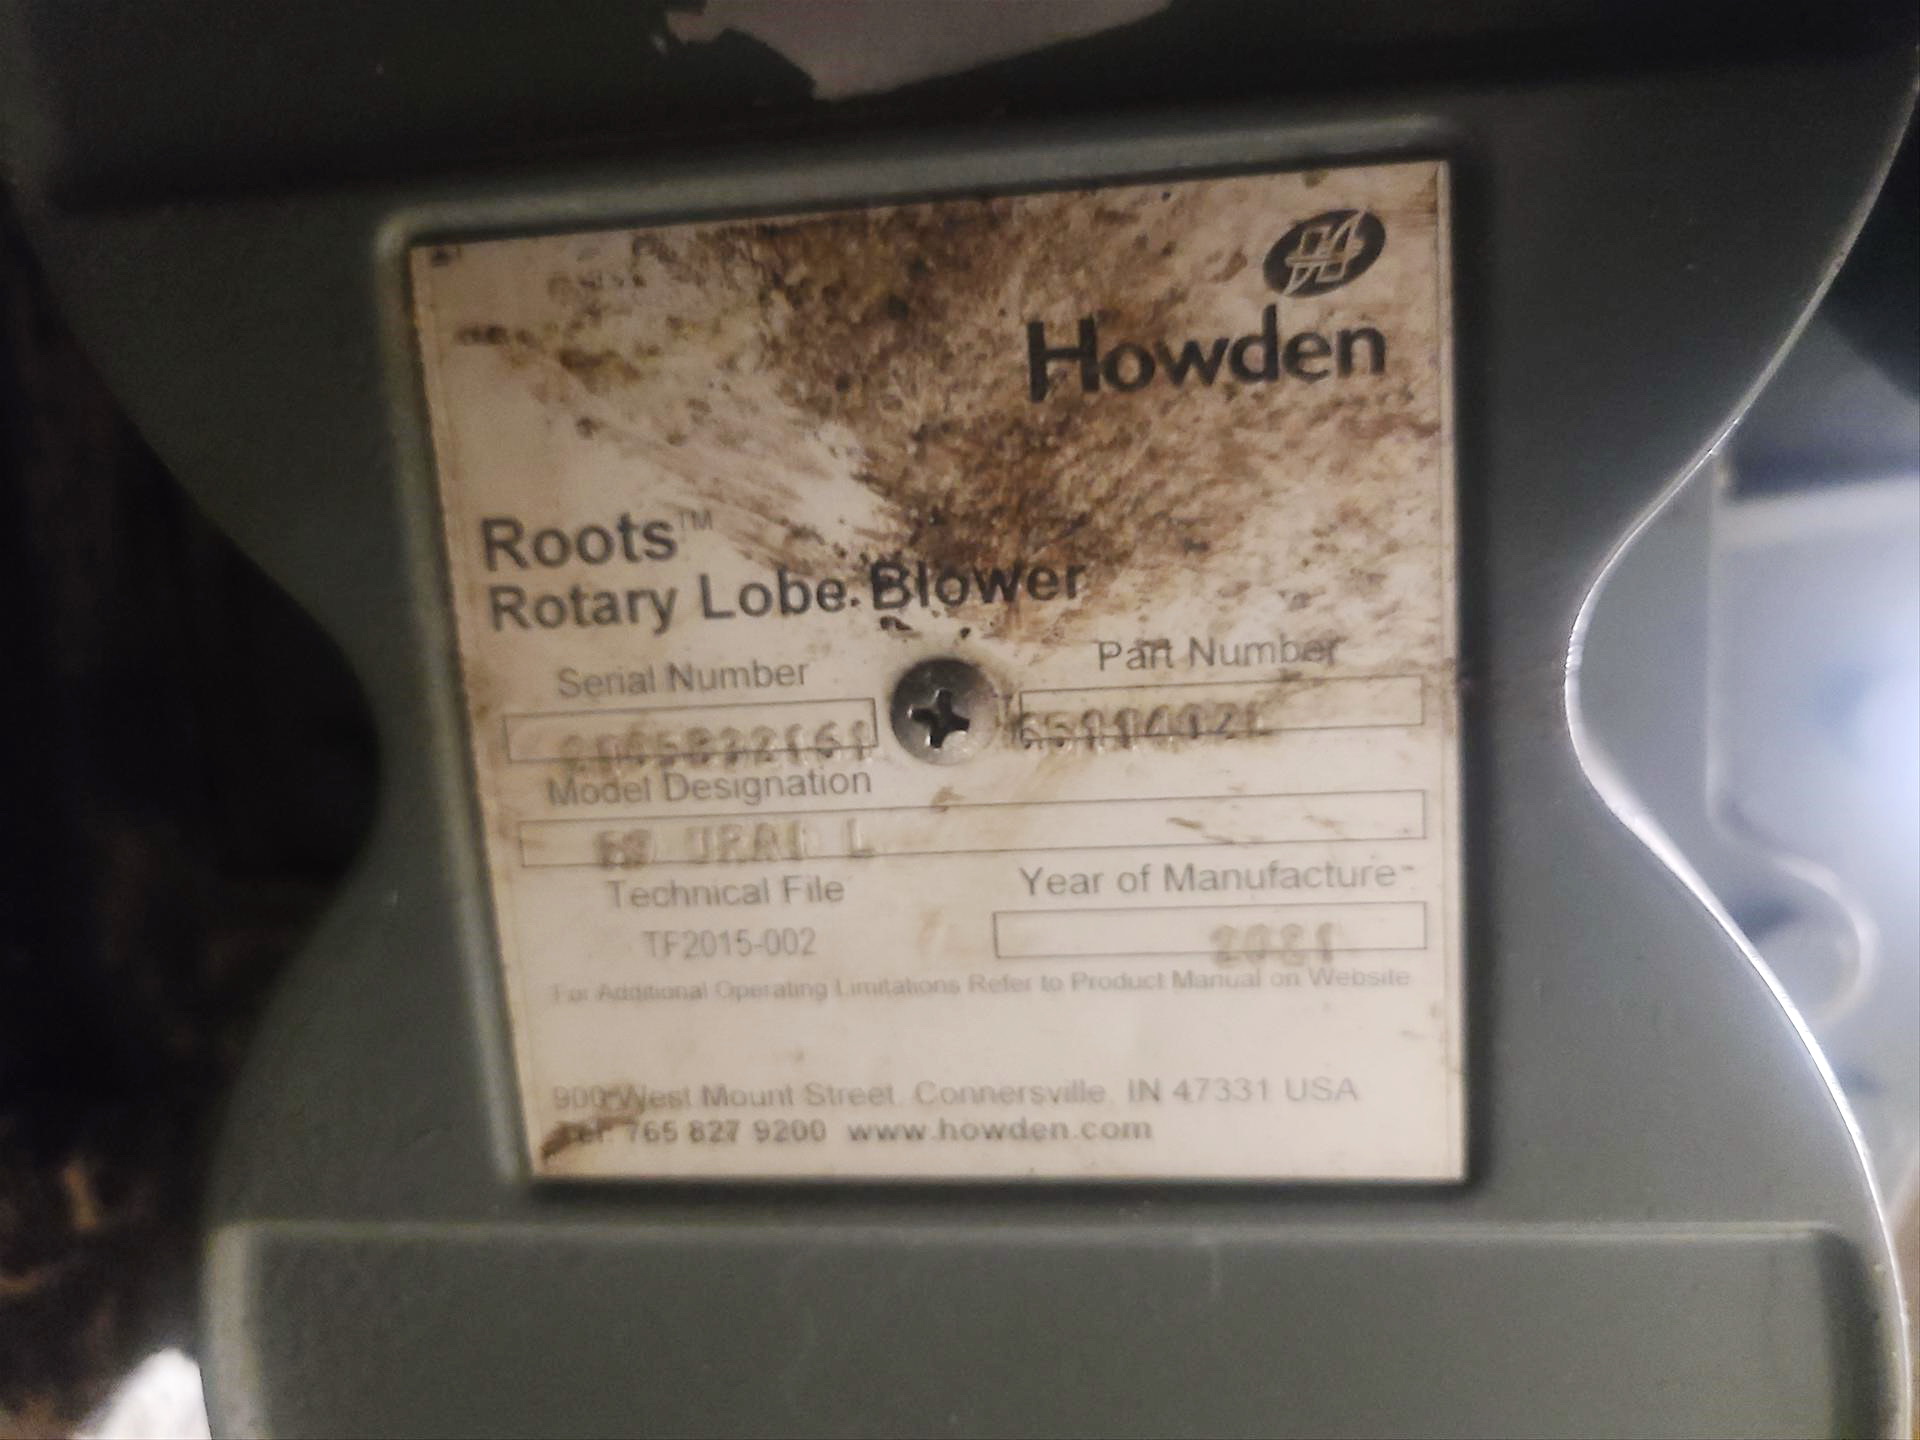 Howden
Roots™
Rotary Lobe Blower
Serial Number
Part Number
Model Designation
URAI L
Technical File
Year of Manufacture
TF2015-002
For Additional Operating Limitations Refer to Product Manual on Website
900 West Mount Street, Connersville, IN 47331 USA
Tel: 765 827 9200 www.howden.com